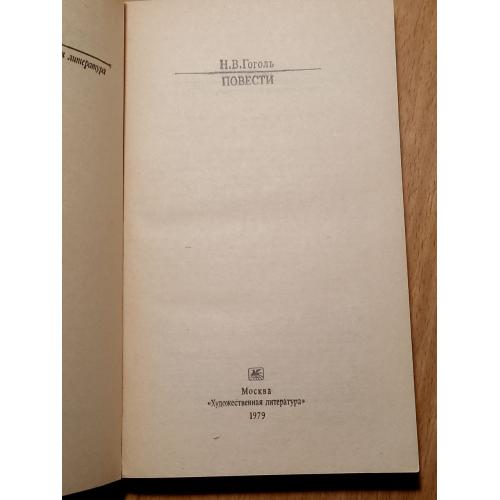 и литература
Н.В.Гоголь
ПОВЕСТИ
Москва
«Художественная литература»
1979